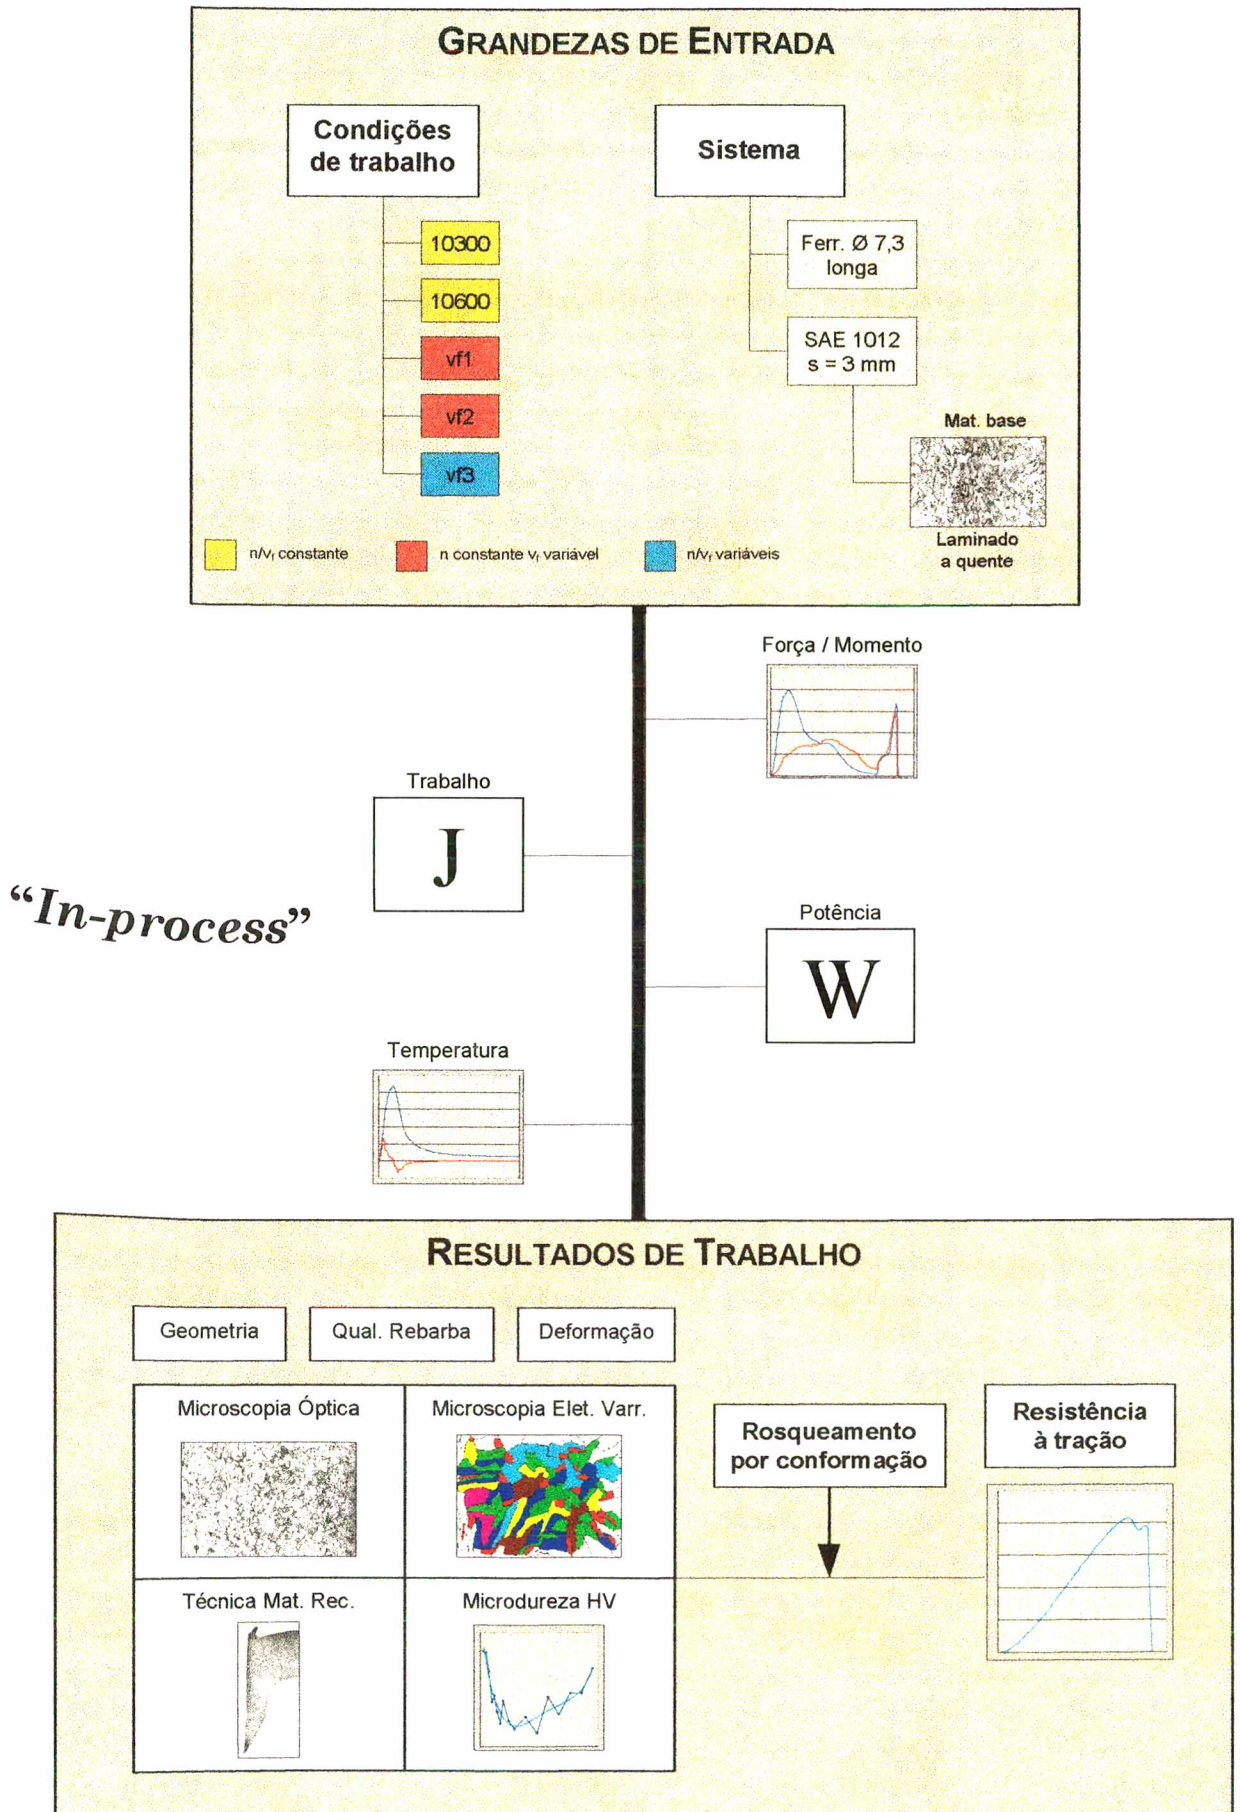 GRANDEZAS DE ENTRADA
Condições
de trabalho
10300
10600
vf1
vf2
vf3
Sistema
Ferr. Ø 7,3
longa
SAE 1012
s = 3 mm
Mat. base
Laminado
a quente
n/vf constante
n constante vf variável
n/vf variáveis
Força / Momento
Trabalho
J
"In-process"
Potência
W
Temperatura
RESULTADOS DE TRABALHO
Geometria
Qual. Rebarba
Deformação
Microscopia Óptica
Microscopia Elet. Varr.
Técnica Mat. Rec.
Microdureza HV
Rosqueamento
por conformação
Resistência
à tração